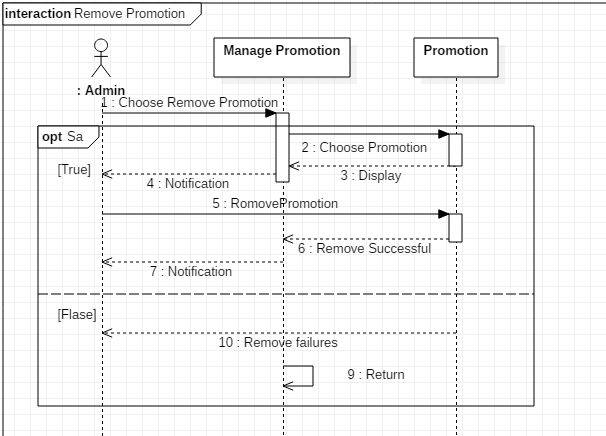 interaction Remove Promotion
Manage Promotion
Promotion
: Admin
1 : Choose Remove Promotion
opt Sa
2 : Choose Promotion
[True]
3 : Display
4 : Notification
5 : RomovePromotion
6 : Remove Successful
7 : Notification
[Flase]
10 : Remove failures
9 : Return